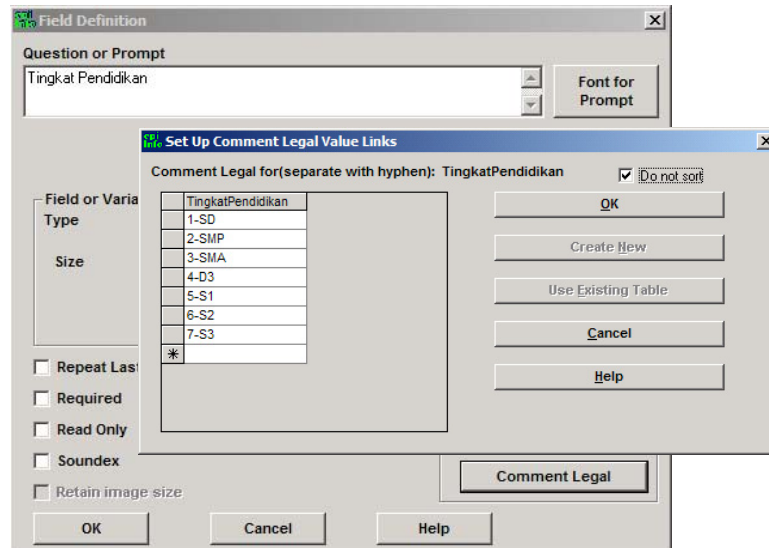 Field Definition
Question or Prompt
Tingkat Pendidikan
Font for
Prompt
Set Up Comment Legal Value Links
Comment Legal for(separate with hyphen): TingkatPendidikan
Do not sort
Field or Varia
Type
Size
TingkatPendidikan
1-SD
2-SMP
3-SMA
4-D3
5-S1
6-S2
7-S3
OK
Create New
Use Existing Table
Cancel
Help
Repeat Las
Required
Read Only
Soundex
Retain image size
Comment Legal
OK
Cancel
Help